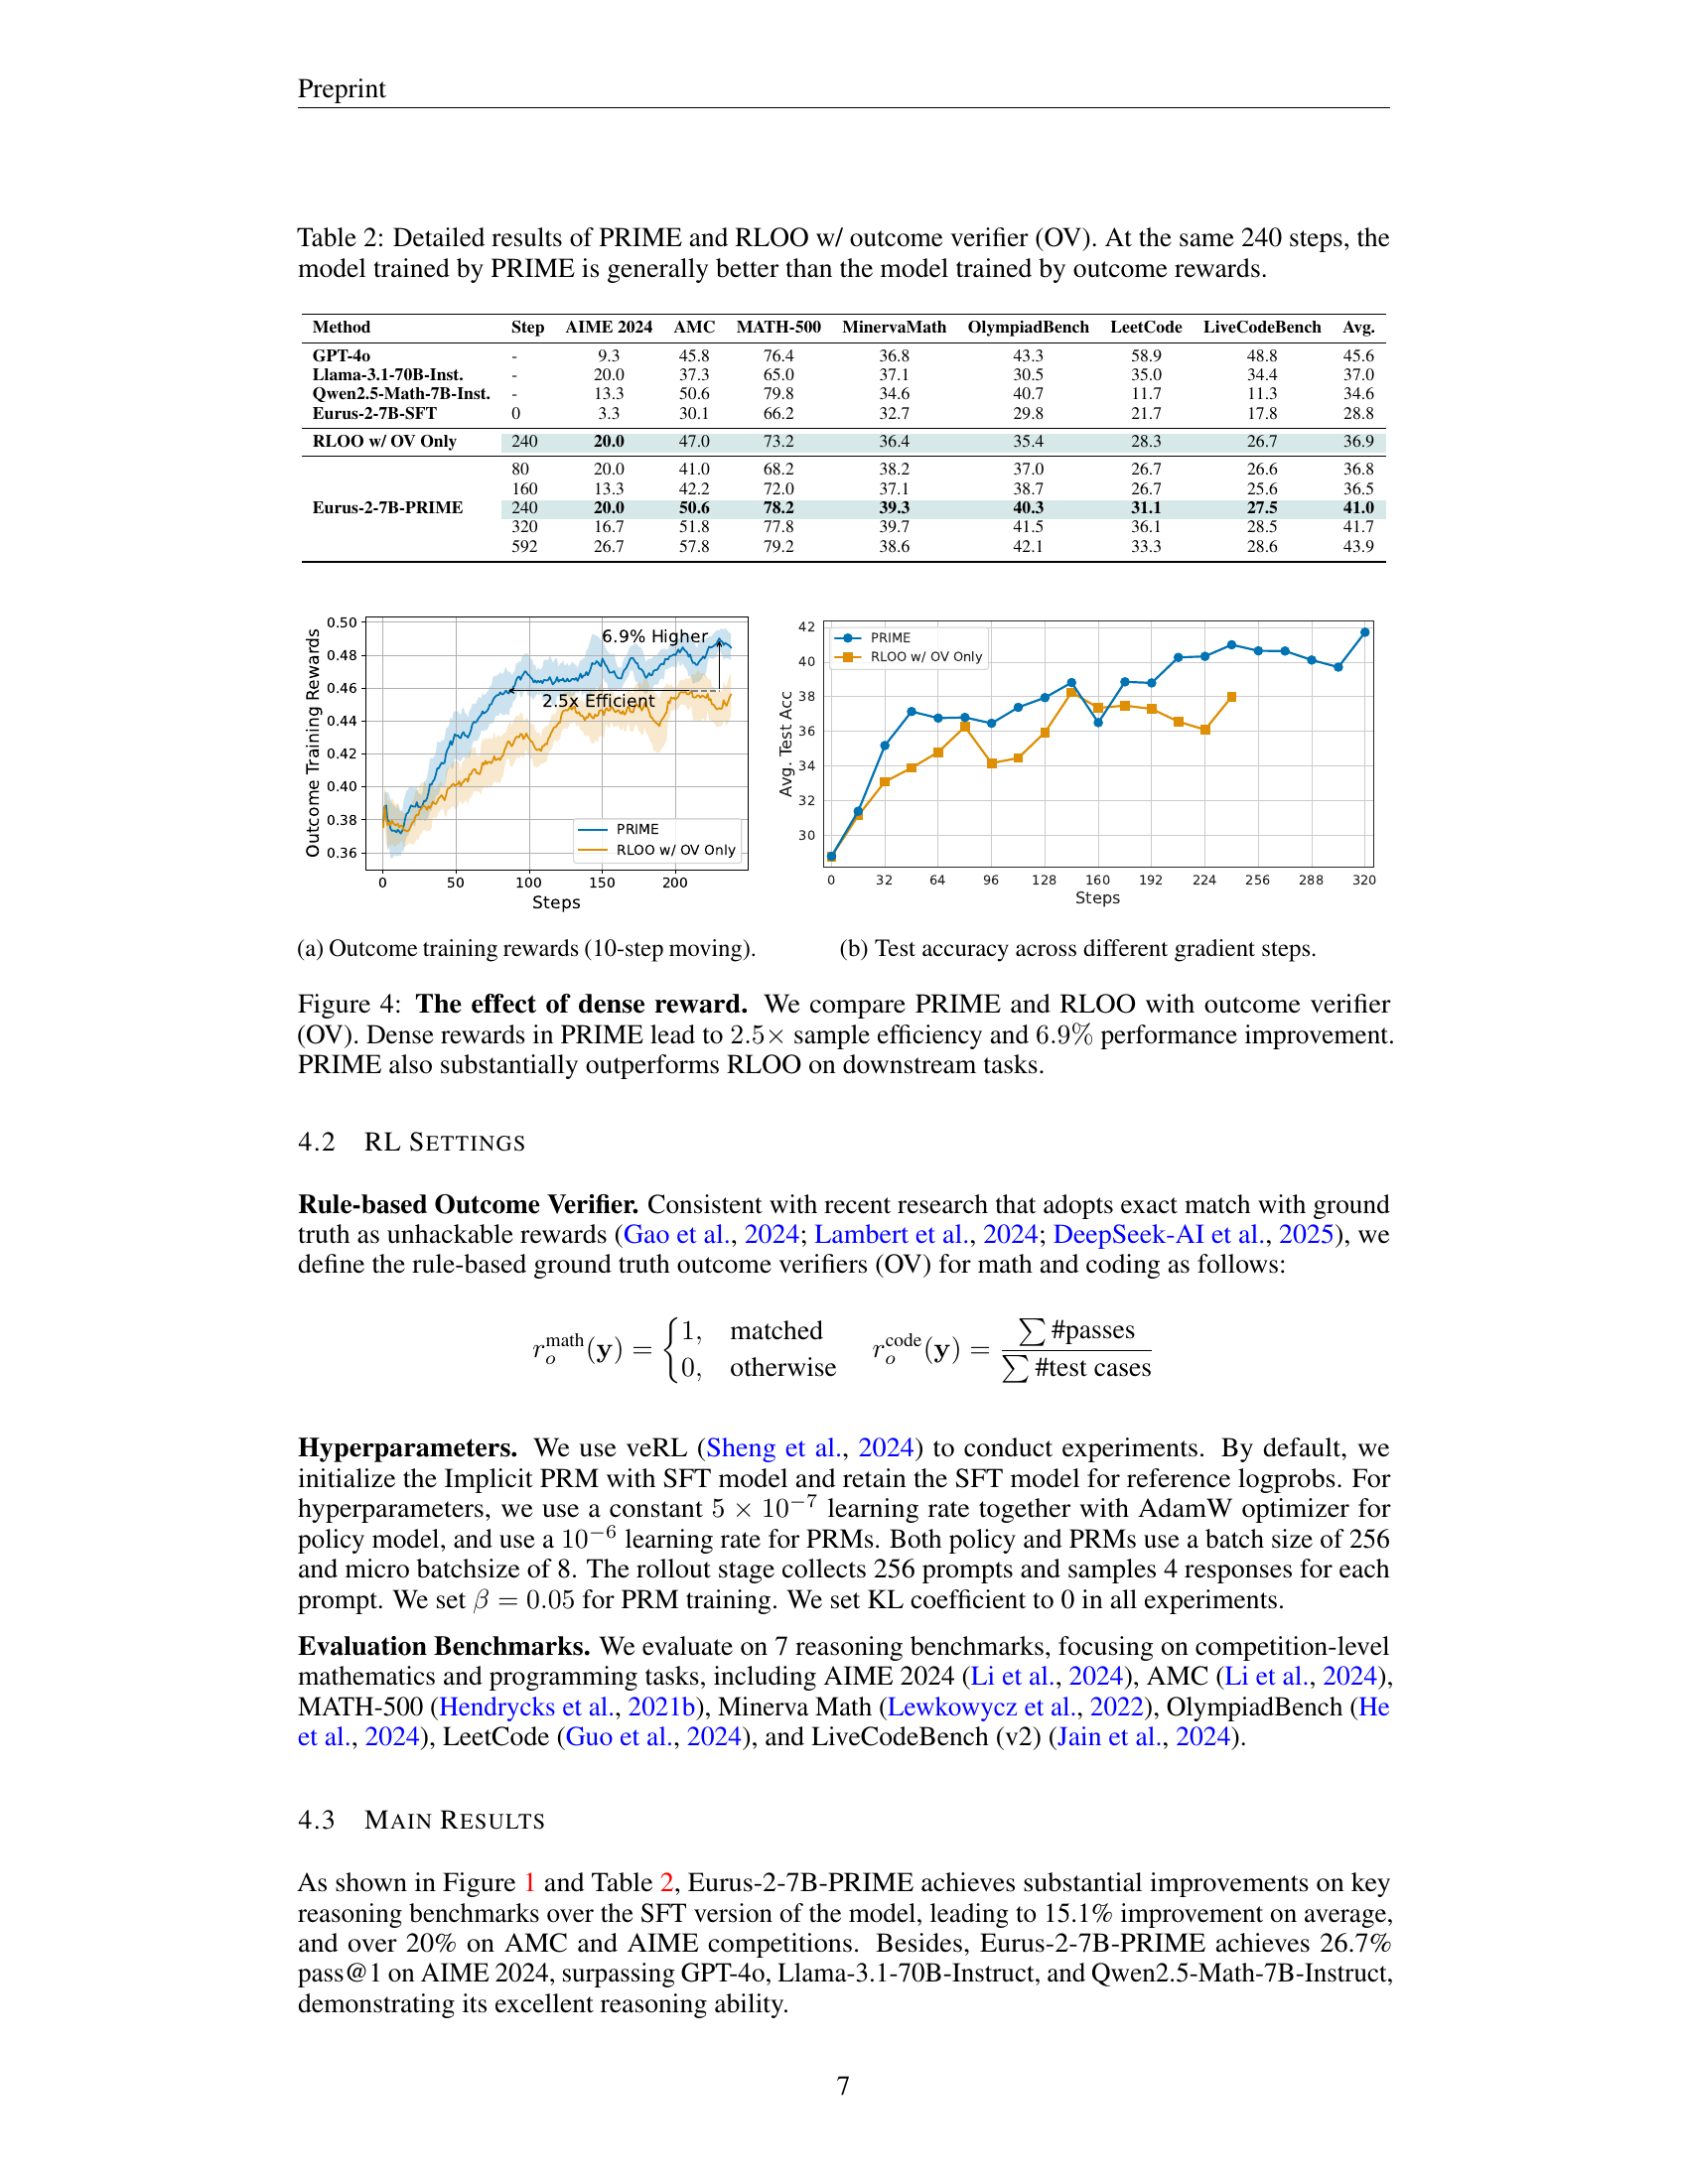 Preprint
Table 2: Detailed results of PRIME and RLOO w/ outcome verifier (OV). At the same 240 steps, the
model trained by PRIME is generally better than the model trained by outcome rewards.
Method Step AIME 2024 AMC MATH-500 MinervaMath OlympiadBench LeetCode LiveCodeBench Avg.
GPT-4o - 9.3 45.8 76.4 36.8 43.3 58.9 48.8 45.6
Llama-3.1-70B-Inst. - 20.0 37.3 65.0 37.1 30.5 35.0 34.4 37.0
Qwen2.5-Math-7B-Inst. - 13.3 50.6 79.8 34.6 40.7 11.7 11.3 34.6
Eurus-2-7B-SFT 0 3.3 30.1 66.2 32.7 29.8 21.7 17.8 28.8
RLOO w/ OV Only 240 20.0 47.0 73.2 36.4 35.4 28.3 26.7 36.9
80 20.0 41.0 68.2 38.2 37.0 26.7 26.6 36.8
160 13.3 42.2 72.0 37.1 38.7 26.7 25.6 36.5
Eurus-2-7B-PRIME 240 20.0 50.6 78.2 39.3 40.3 31.1 27.5 41.0
320 16.7 51.8 77.8 39.7 41.5 36.1 28.5 41.7
592 26.7 57.8 79.2 38.6 42.1 33.3 28.6 43.9
Outcome Training Rewards
0.50
0.48
0.46
0.44
0.42
0.40
0.38
0.36
6.9% Higher
2.5x Efficient
PRIME
RLOO w/ OV Only
0 50 100 150 200
Steps
Avg. Test Acc
42
40
38
36
34
32
30
PRIME
RLOO w/ OV Only
0 32 64 96 128 160 192 224 256 288 320
Steps
(a) Outcome training rewards (10-step moving).
(b) Test accuracy across different gradient steps.
Figure 4: The effect of dense reward. We compare PRIME and RLOO with outcome verifier
(OV). Dense rewards in PRIME lead to 2.5× sample efficiency and 6.9% performance improvement.
PRIME also substantially outperforms RLOO on downstream tasks.
4.2 RL SETTINGS
Rule-based Outcome Verifier. Consistent with recent research that adopts exact match with ground
truth as unhackable rewards (Gao et al., 2024; Lambert et al., 2024; DeepSeek-AI et al., 2025), we
define the rule-based ground truth outcome verifiers (OV) for math and coding as follows:
r_o^math(y) = {1, matched 0, otherwise r_o^code(y) = ∑ #passes / ∑ #test cases
Hyperparameters. We use veRL (Sheng et al., 2024) to conduct experiments. By default, we
initialize the Implicit PRM with SFT model and retain the SFT model for reference logprobs. For
hyperparameters, we use a constant 5 × 10⁻⁷ learning rate together with AdamW optimizer for
policy model, and use a 10⁻⁶ learning rate for PRMs. Both policy and PRMs use a batch size of 256
and micro batchsize of 8. The rollout stage collects 256 prompts and samples 4 responses for each
prompt. We set β = 0.05 for PRM training. We set KL coefficient to 0 in all experiments.
Evaluation Benchmarks. We evaluate on 7 reasoning benchmarks, focusing on competition-level
mathematics and programming tasks, including AIME 2024 (Li et al., 2024), AMC (Li et al., 2024),
MATH-500 (Hendrycks et al., 2021b), Minerva Math (Lewkowycz et al., 2022), OlympiadBench (He
et al., 2024), LeetCode (Guo et al., 2024), and LiveCodeBench (v2) (Jain et al., 2024).
4.3 MAIN RESULTS
As shown in Figure 1 and Table 2, Eurus-2-7B-PRIME achieves substantial improvements on key
reasoning benchmarks over the SFT version of the model, leading to 15.1% improvement on average,
and over 20% on AMC and AIME competitions. Besides, Eurus-2-7B-PRIME achieves 26.7%
pass@1 on AIME 2024, surpassing GPT-4o, Llama-3.1-70B-Instruct, and Qwen2.5-Math-7B-Instruct,
demonstrating its excellent reasoning ability.
7